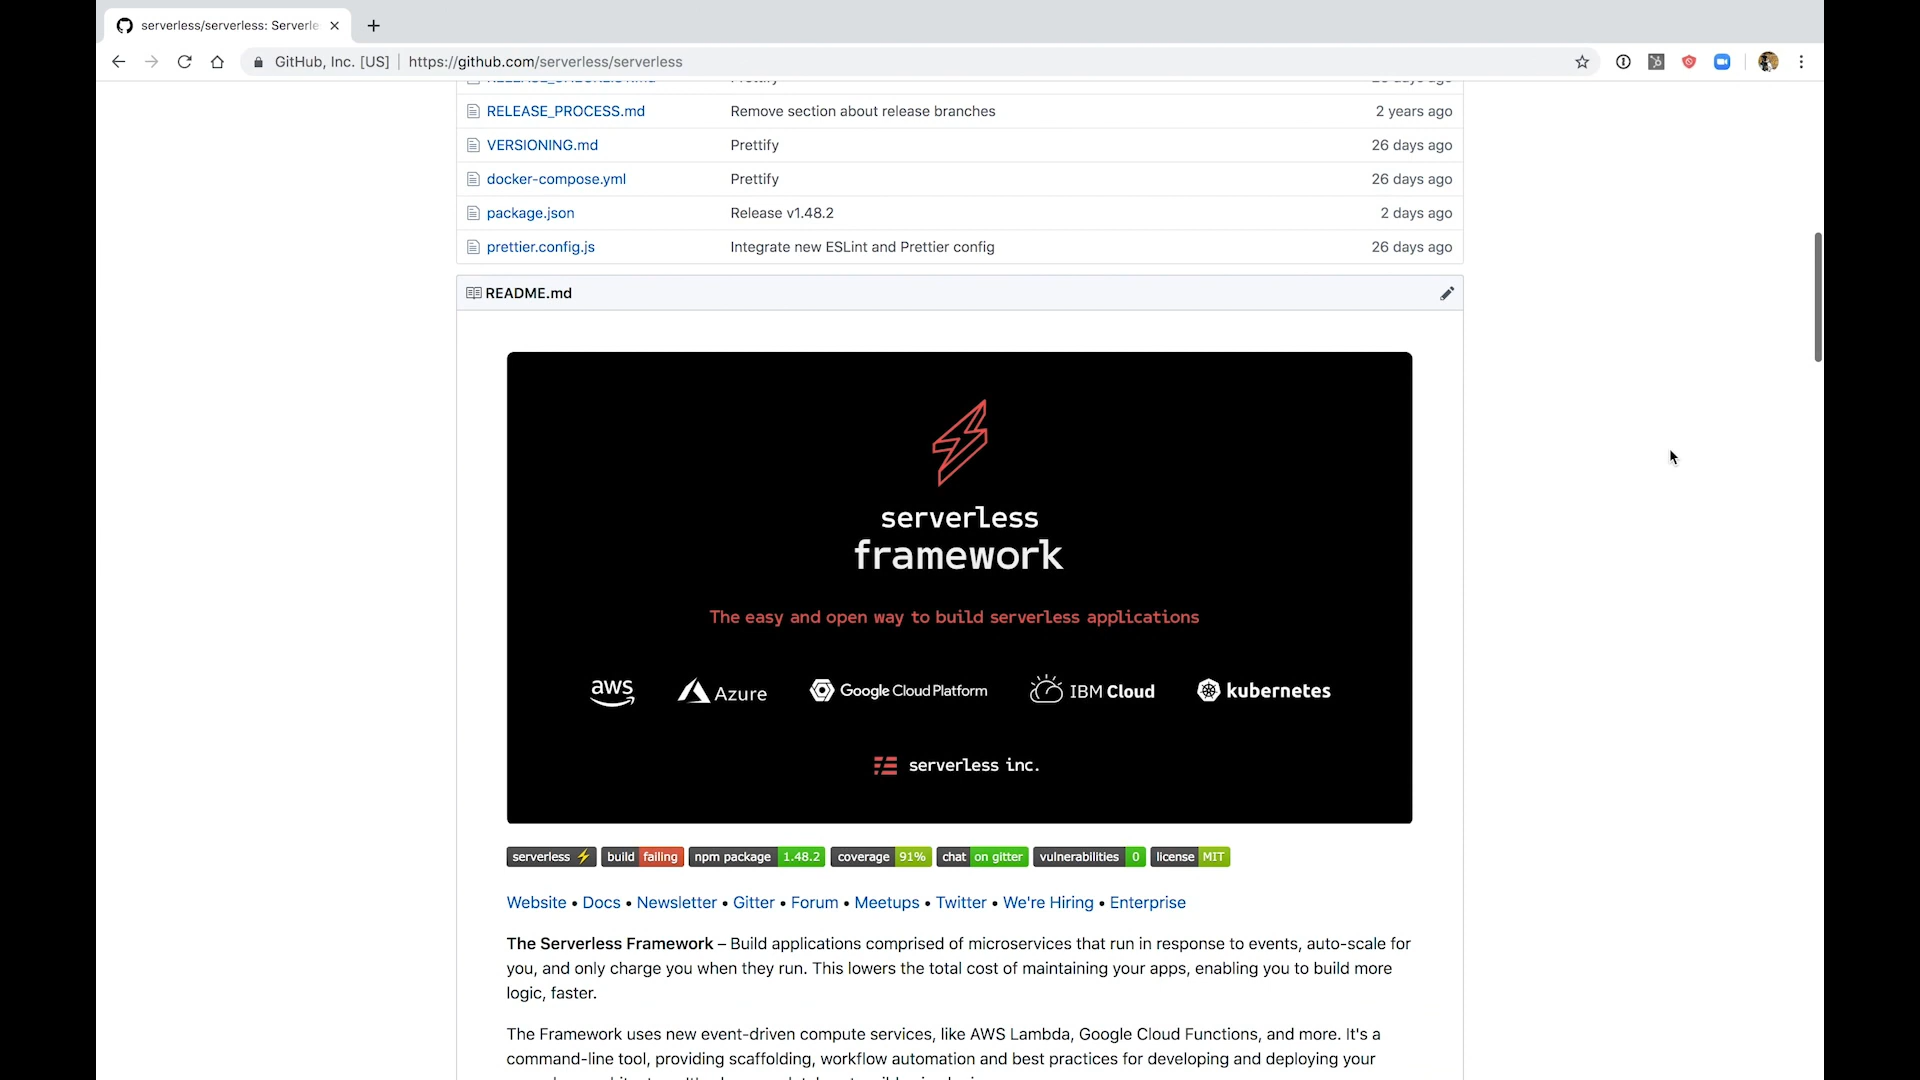 serverless/serverless: Serverle
GitHub, Inc. [US] | https://github.com/serverless/serverless
RELEASE_PROCESS.md Remove section about release branches 2 years ago
VERSIONING.md Prettify 26 days ago
docker-compose.yml Prettify 26 days ago
package.json Release v1.48.2 2 days ago
prettier.config.js Integrate new ESLint and Prettier config 26 days ago
README.md
serverless
framework
The easy and open way to build serverless applications
aws Azure Google Cloud Platform IBM Cloud kubernetes
serverless inc.
serverless⚡ build failing npm package 1.48.2 coverage 91% chat on gitter vulnerabilities 0 license MIT
Website • Docs • Newsletter • Gitter • Forum • Meetups • Twitter • We're Hiring • Enterprise
The Serverless Framework – Build applications comprised of microservices that run in response to events, auto-scale for
you, and only charge you when they run. This lowers the total cost of maintaining your apps, enabling you to build more
logic, faster.
The Framework uses new event-driven compute services, like AWS Lambda, Google Cloud Functions, and more. It's a
command-line tool, providing scaffolding, workflow automation and best practices for developing and deploying your